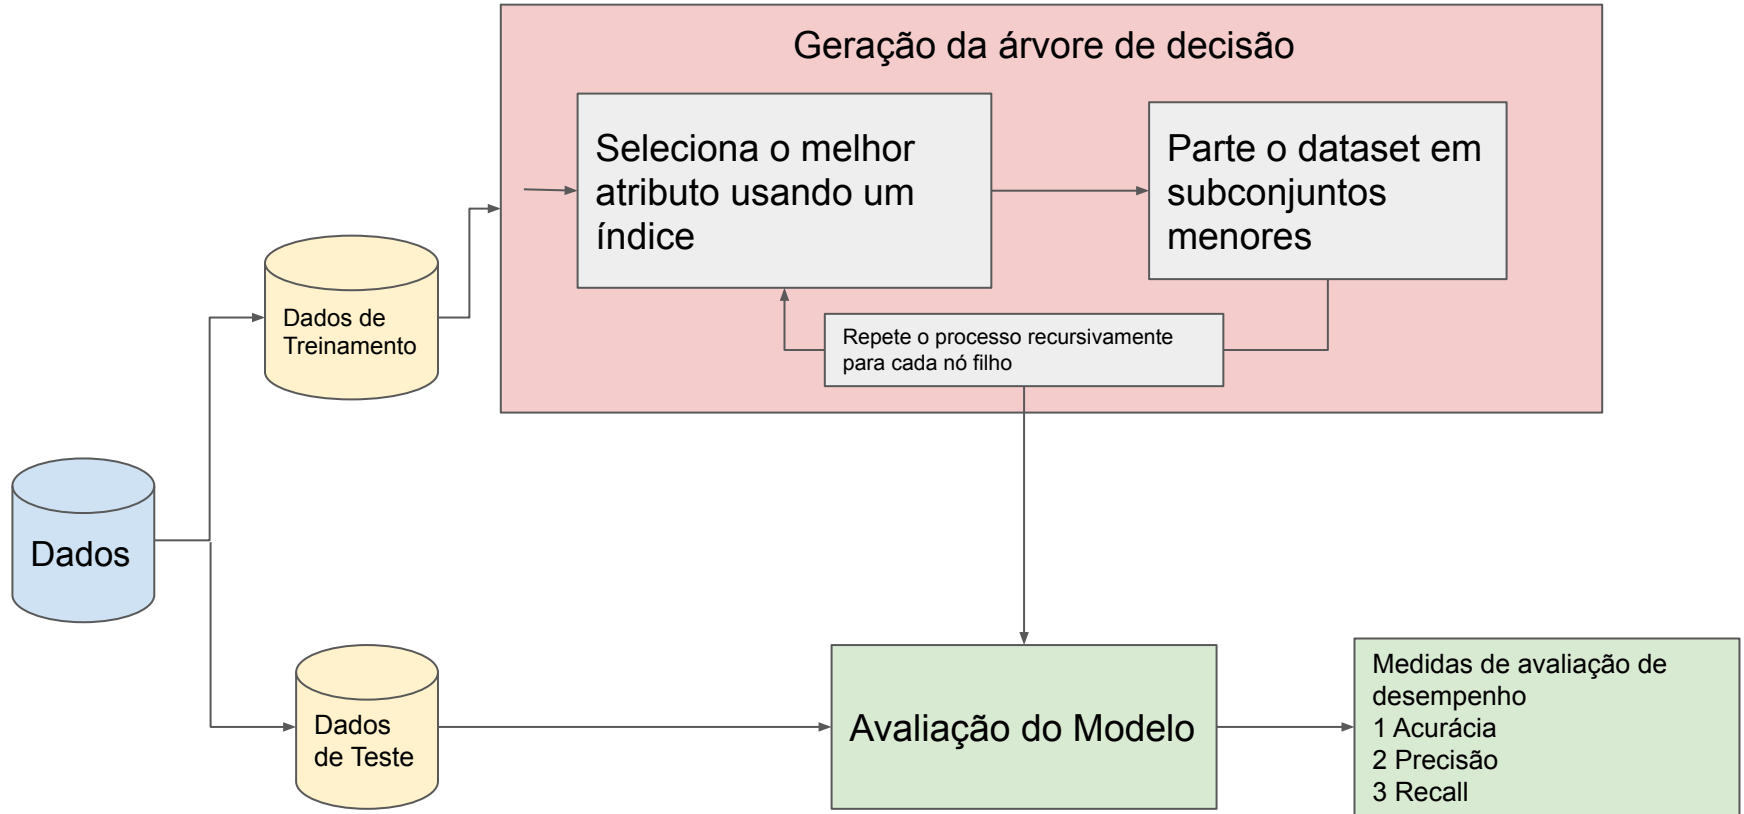 Geração da árvore de decisão
Seleciona o melhor
atributo usando um
índice
Parte o dataset em
subconjuntos
menores
Repete o processo recursivamente
para cada nó filho
Dados de
Treinamento
Dados
Dados
de Teste
Avaliação do Modelo
Medidas de avaliação de
desempenho
1 Acurácia
2 Precisão
3 Recall